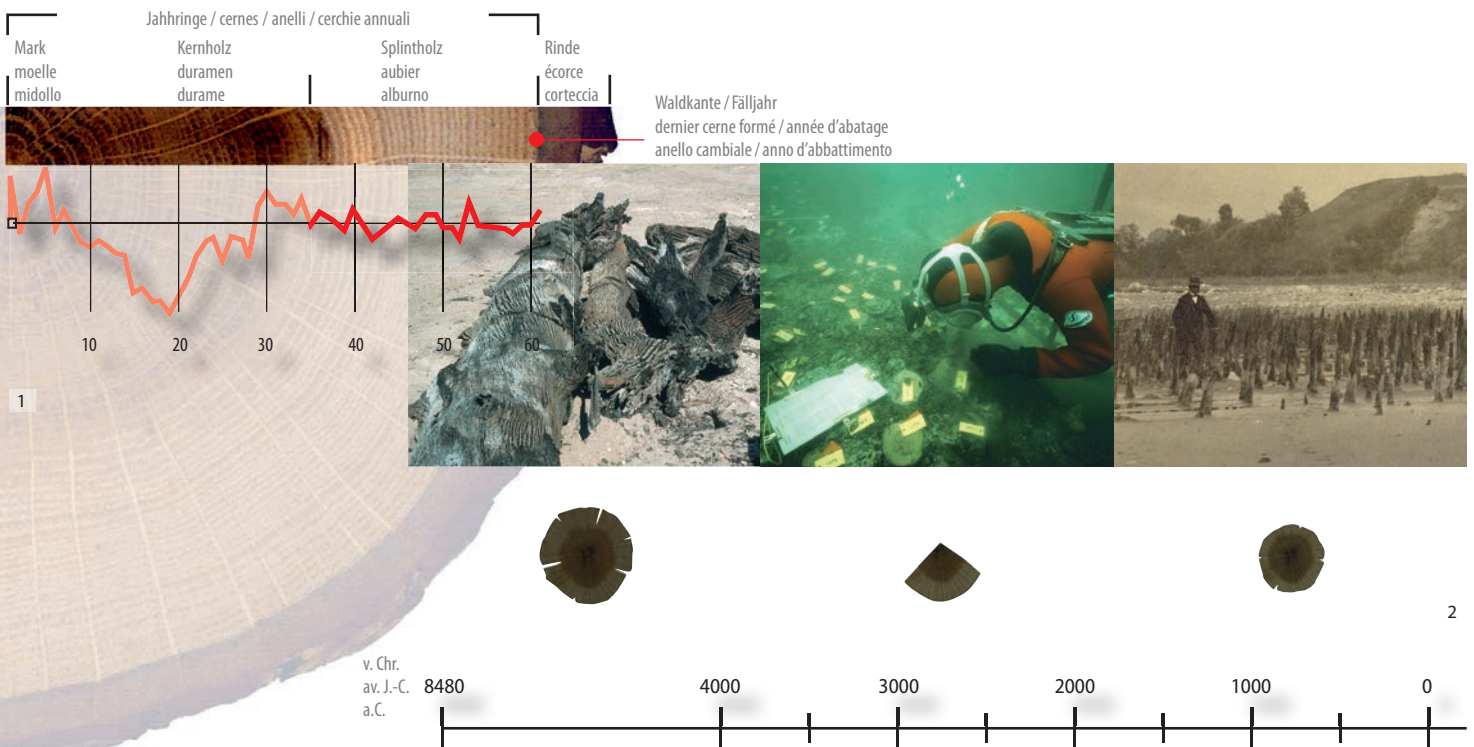 Jahhringe / cernes / anelli / cerchie annuali
Mark
moelle
midollo
Kernholz
duramen
durame
Splintholz
aubier
alburno
Rinde
écorce
corteccia
Waldkante / Fälljahr
dernier cerne formé / année d’abatage
anello cambiale / anno d’abbattimento
10 20 30 40 50 60
1
2
v. Chr.
av. J.-C.
a.C.
8480 4000 3000 2000 1000 0